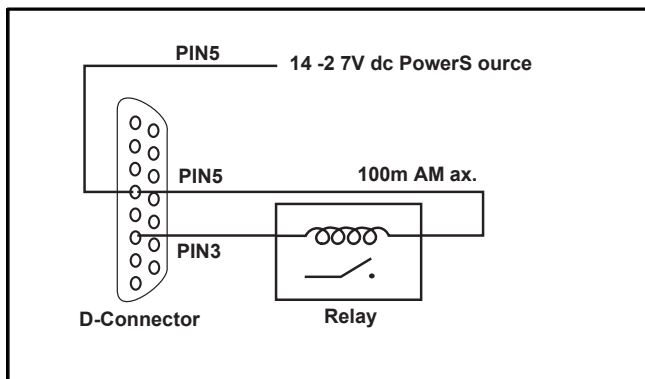 PIN5
14 -2 7V dc PowerS ource
PIN5
100m AM ax.
PIN3
D-Connector
Relay